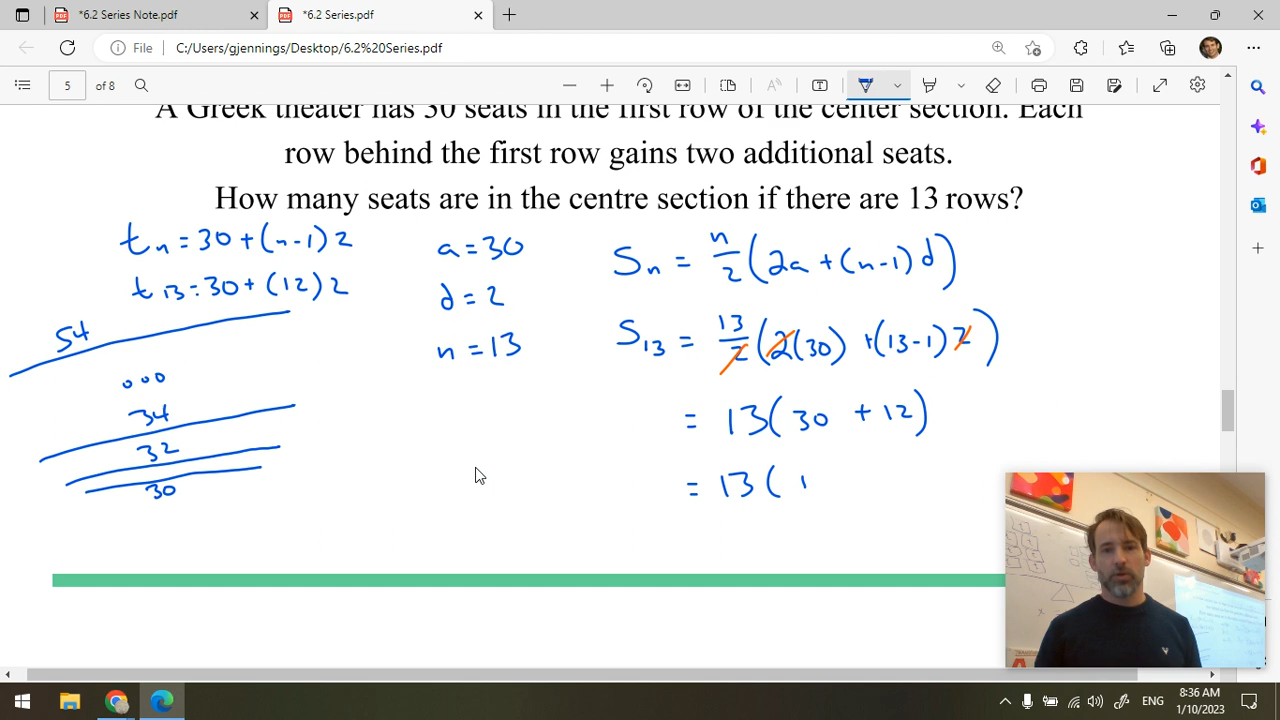 *6.2 Series Note.pdf
*6.2 Series.pdf
File C:/Users/gjennings/Desktop/6.2%20Series.pdf
5 of 8
A Greek theater has 30 seats in the first row of the center section. Each
row behind the first row gains two additional seats.
How many seats are in the centre section if there are 13 rows?
tn = 30 + (n-1) 2
t13 = 30 + (12) 2
54
34
32
30
a = 30
d = 2
n = 13
Sn = n/2 (2a + (n-1) d)
S13 = 13/2 (2(30) + (13-1) 2)
= 13 ( 30 + 12)
= 13 (
ENG
8:36 AM
1/10/2023